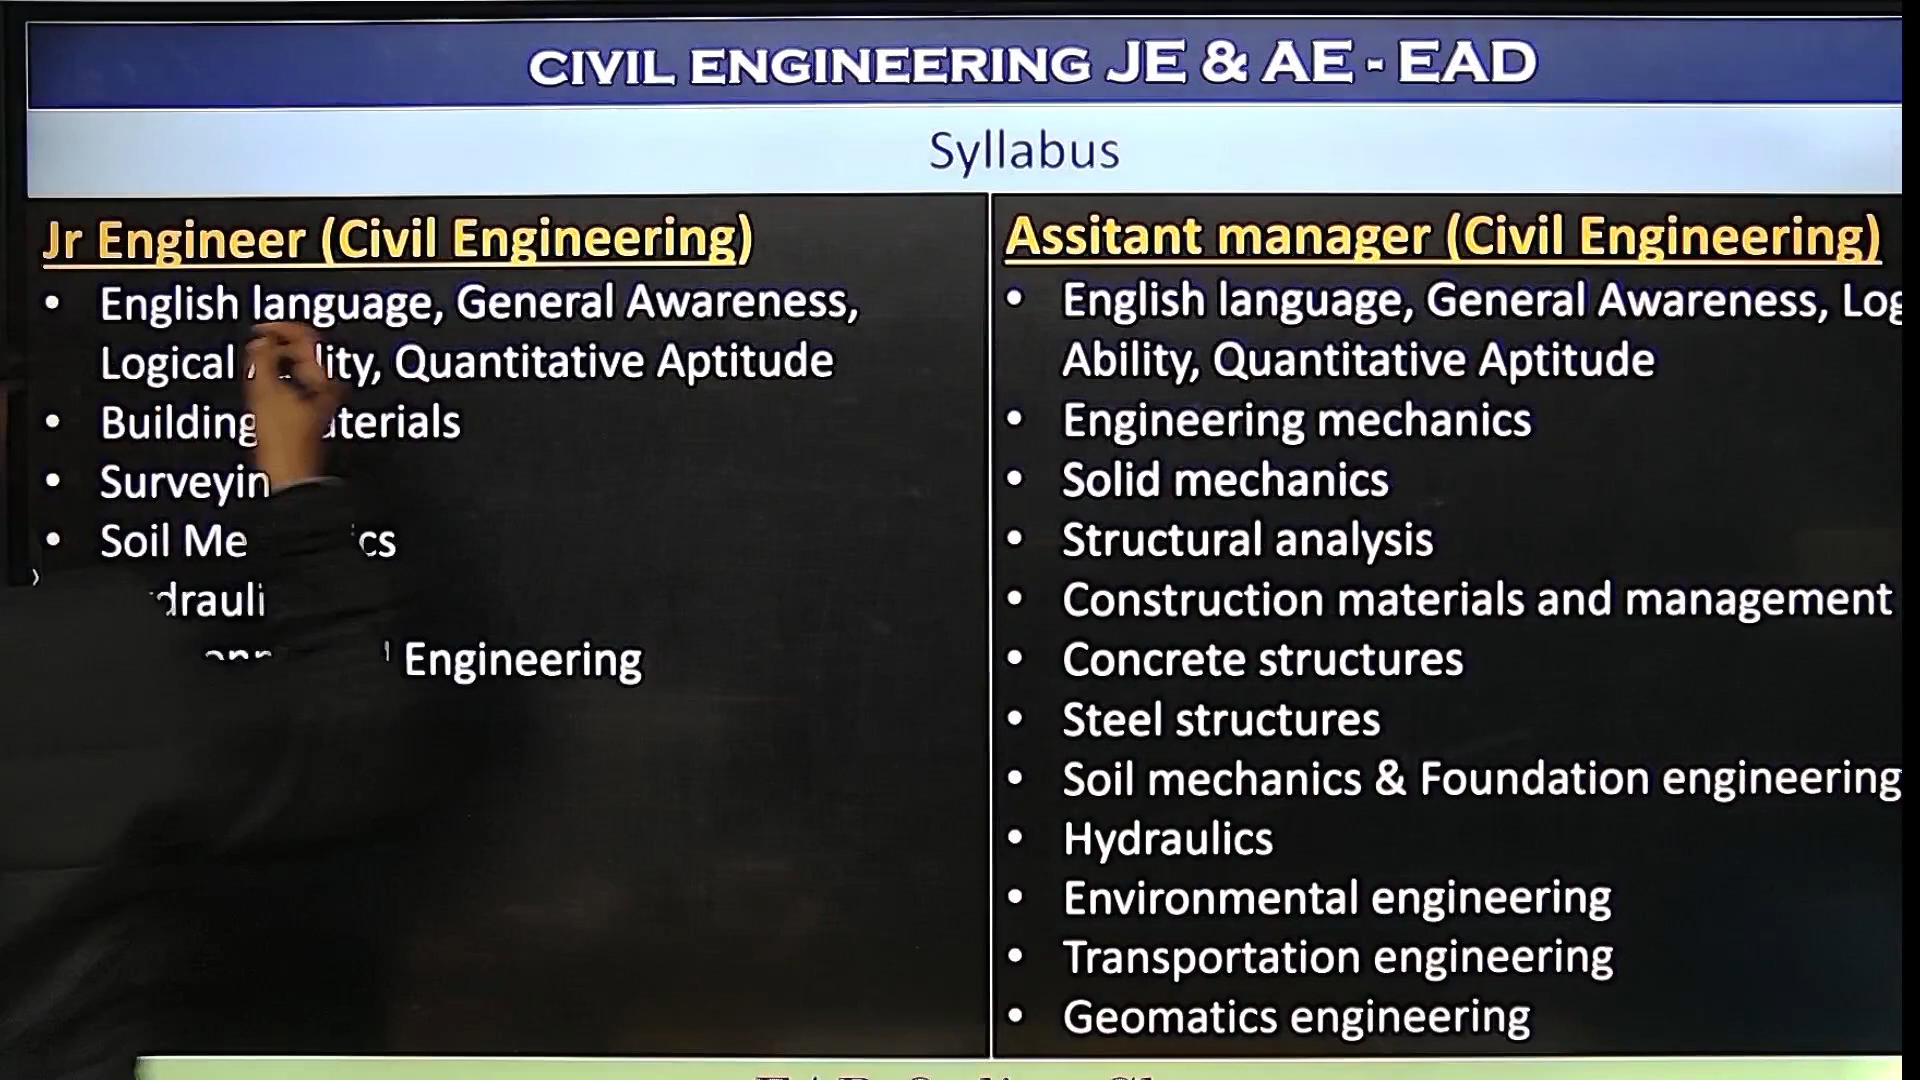 CIVIL ENGINEERING JE & AE - EAD
Syllabus
Jr Engineer (Civil Engineering)
• English language, General Awareness,
Logical Quantitative Aptitude
• Building
• 
• Soil
Engineering
Assitant manager (Civil Engineering)
• English language, General Awareness,
Ability, Quantitative Aptitude
• Engineering mechanics
• Solid mechanics
• Structural analysis
• Construction materials and management
• Concrete structures
• Steel structures
• Soil mechanics & Foundation engineering
• Hydraulics
• Environmental engineering
• Transportation engineering
• Geomatics engineering